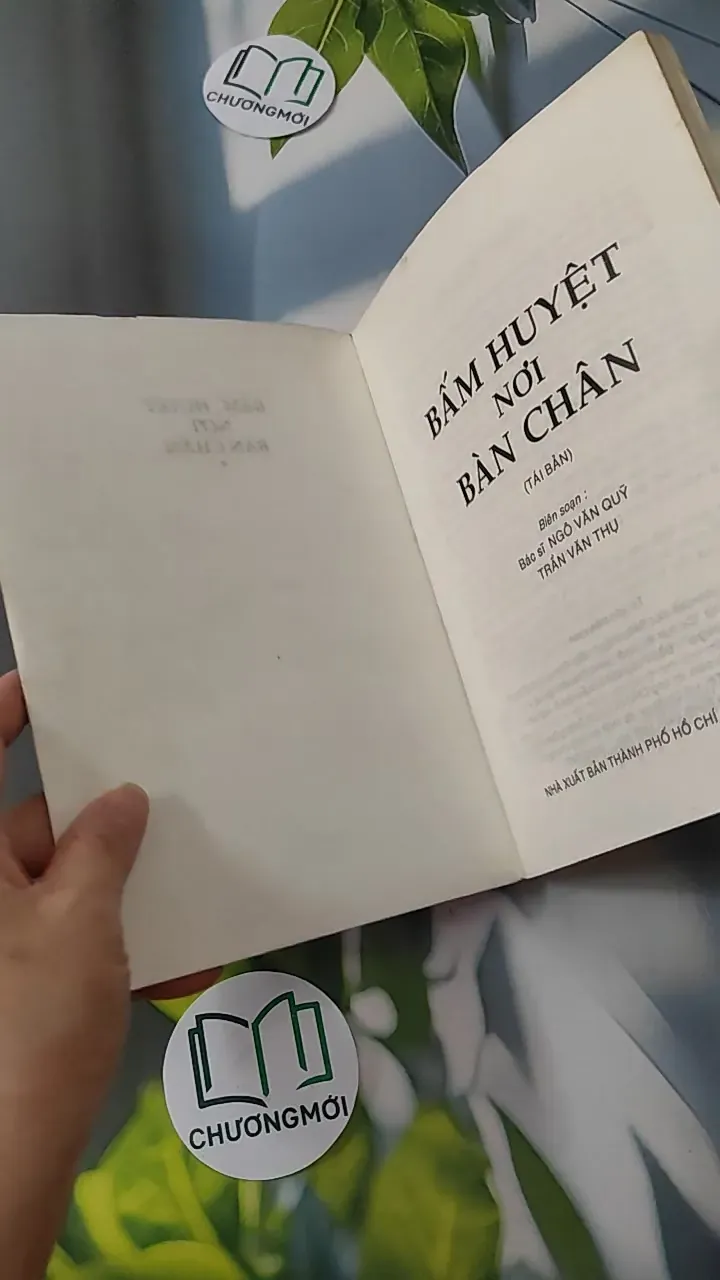 CHƯƠNGMỚI
BẤM HUYỆT
NƠI
BÀN CHÂN
(TÁI BẢN)
Biên soạn :
Bác sĩ NGÔ VĂN QUỸ
TRẦN VĂN THỤ
NHÀ XUẤT BẢN THÀNH PHỐ HỒ CHÍ
CHƯƠNGMỚI